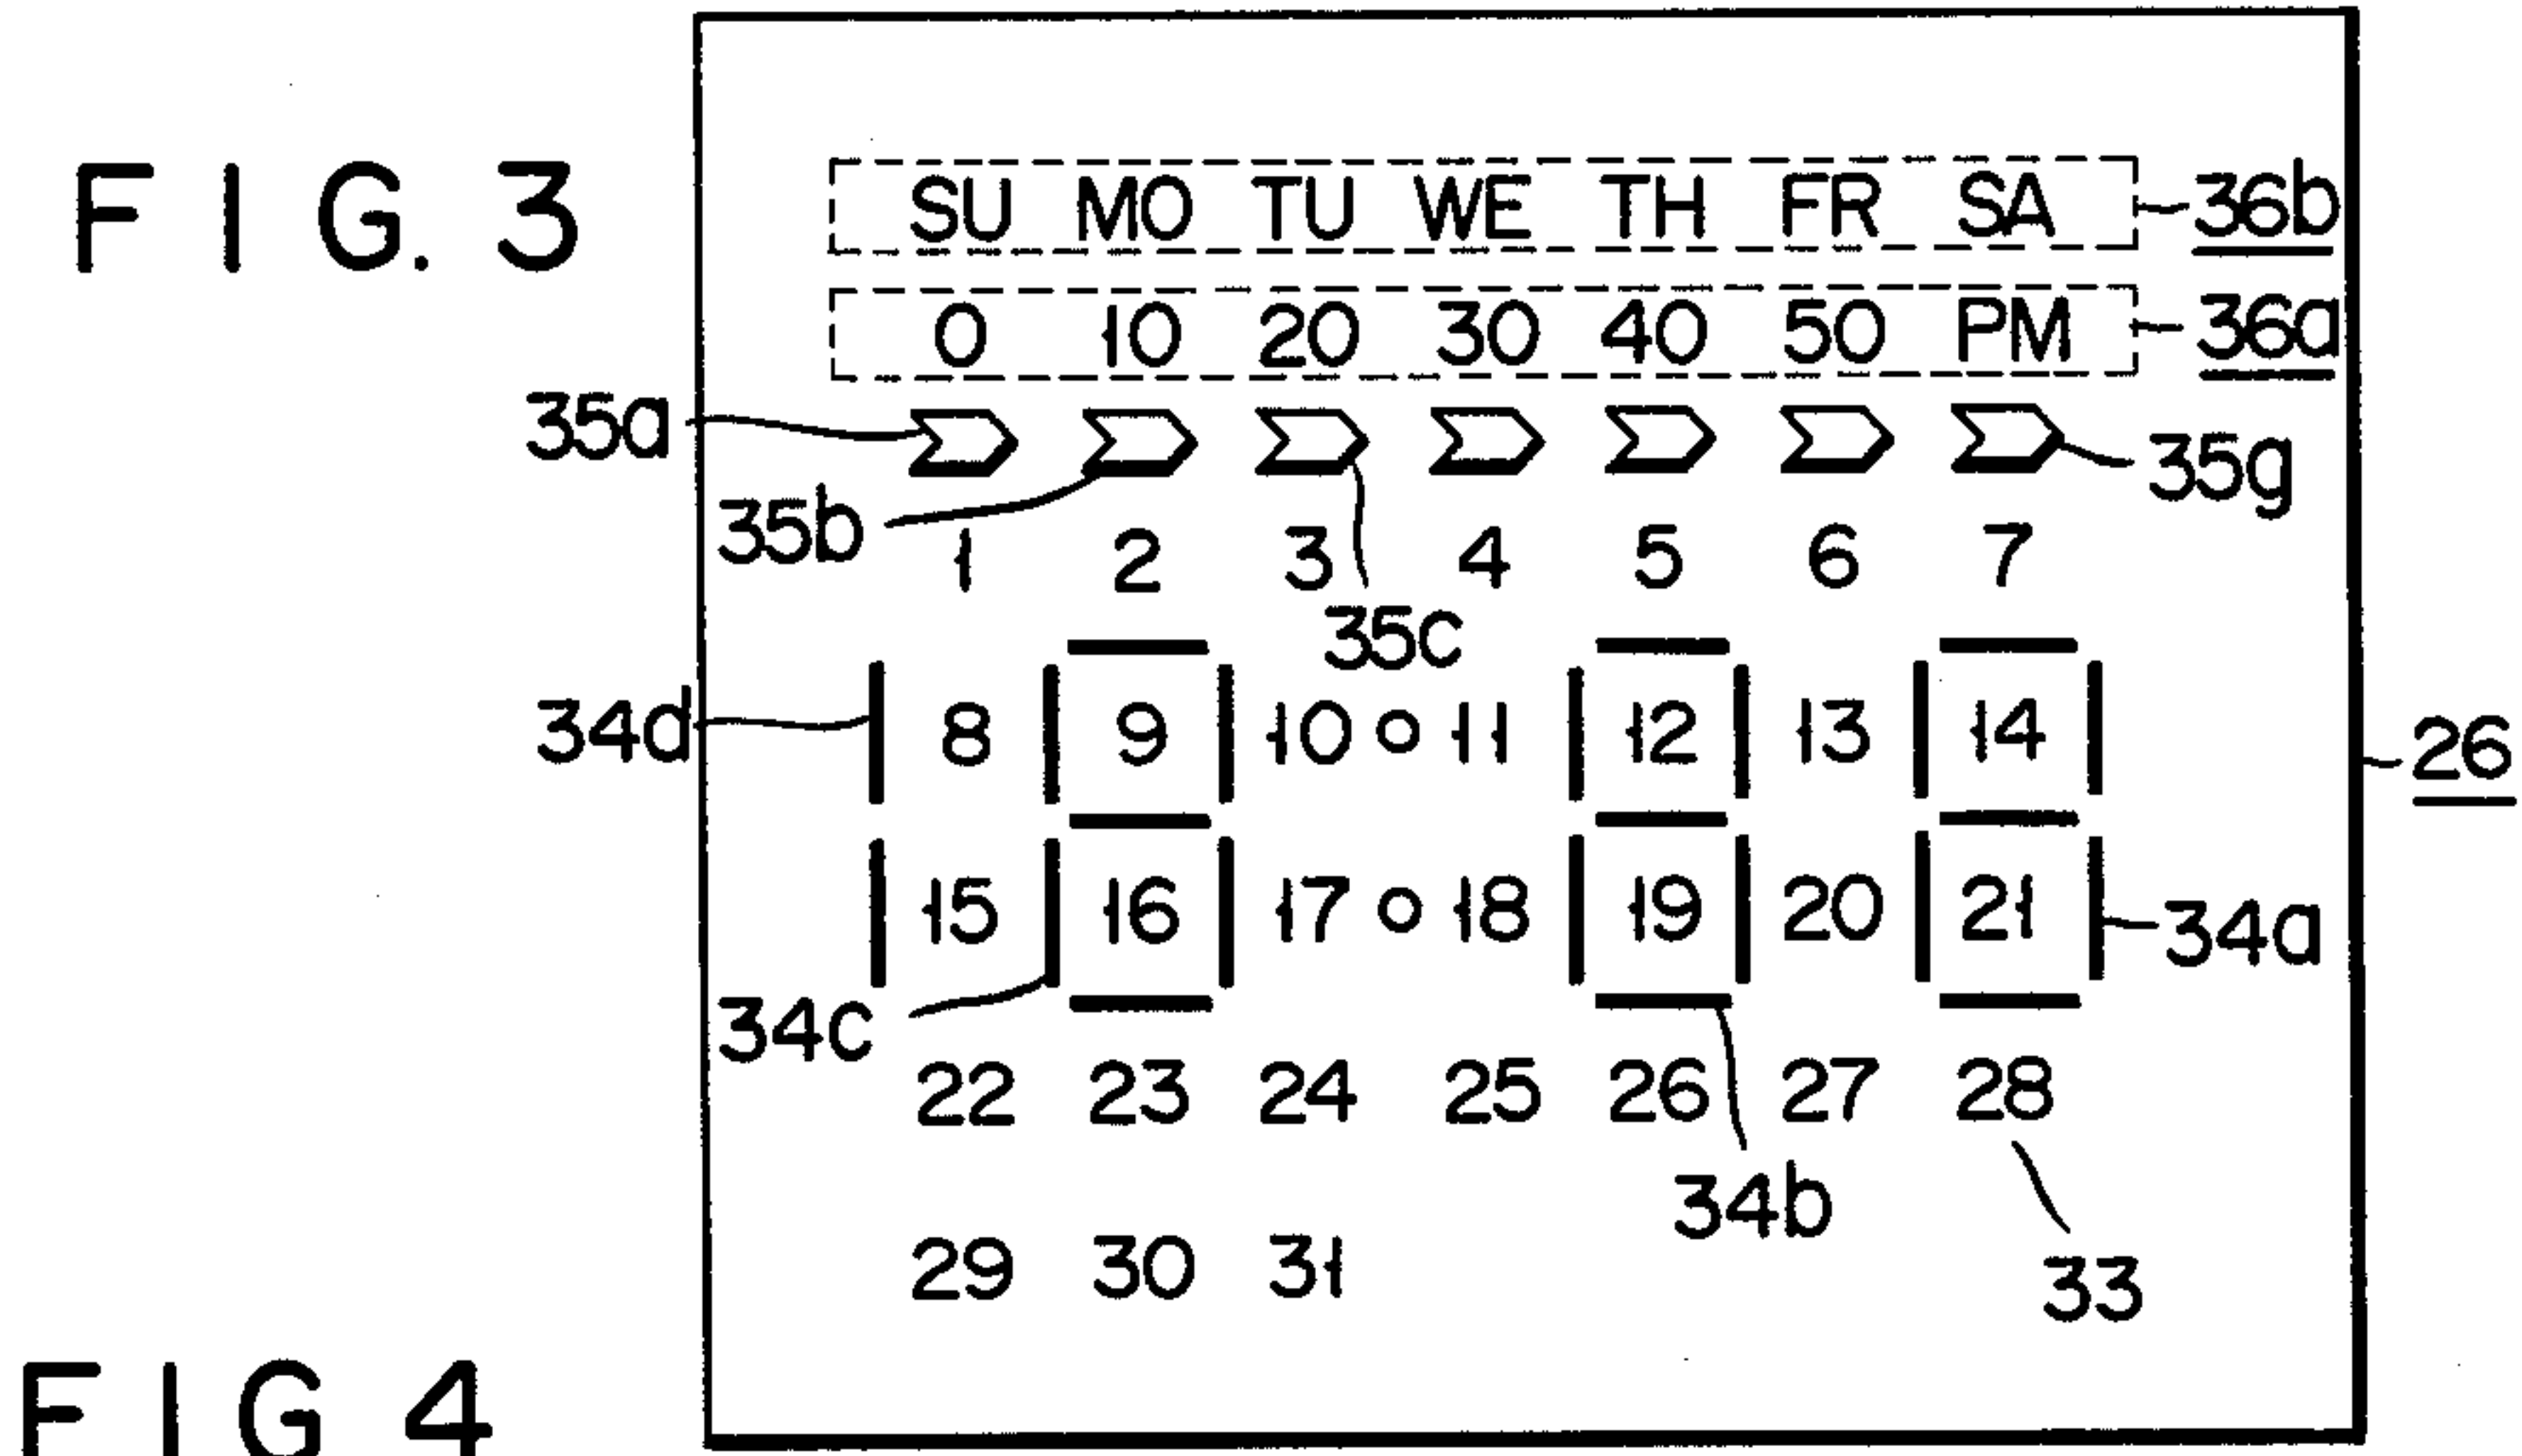 FIG. 3
SU MO TU WE TH FR SA 36b
0 10 20 30 40 50 PM 36a
35a
35g
35b
1 2 3 4 5 6 7
35c
34d 8 9 10 11 12 13 14 26
15 16 17 18 19 20 21 34a
34c
22 23 24 25 26 27 28
34b
29 30 31 33
FIG 4